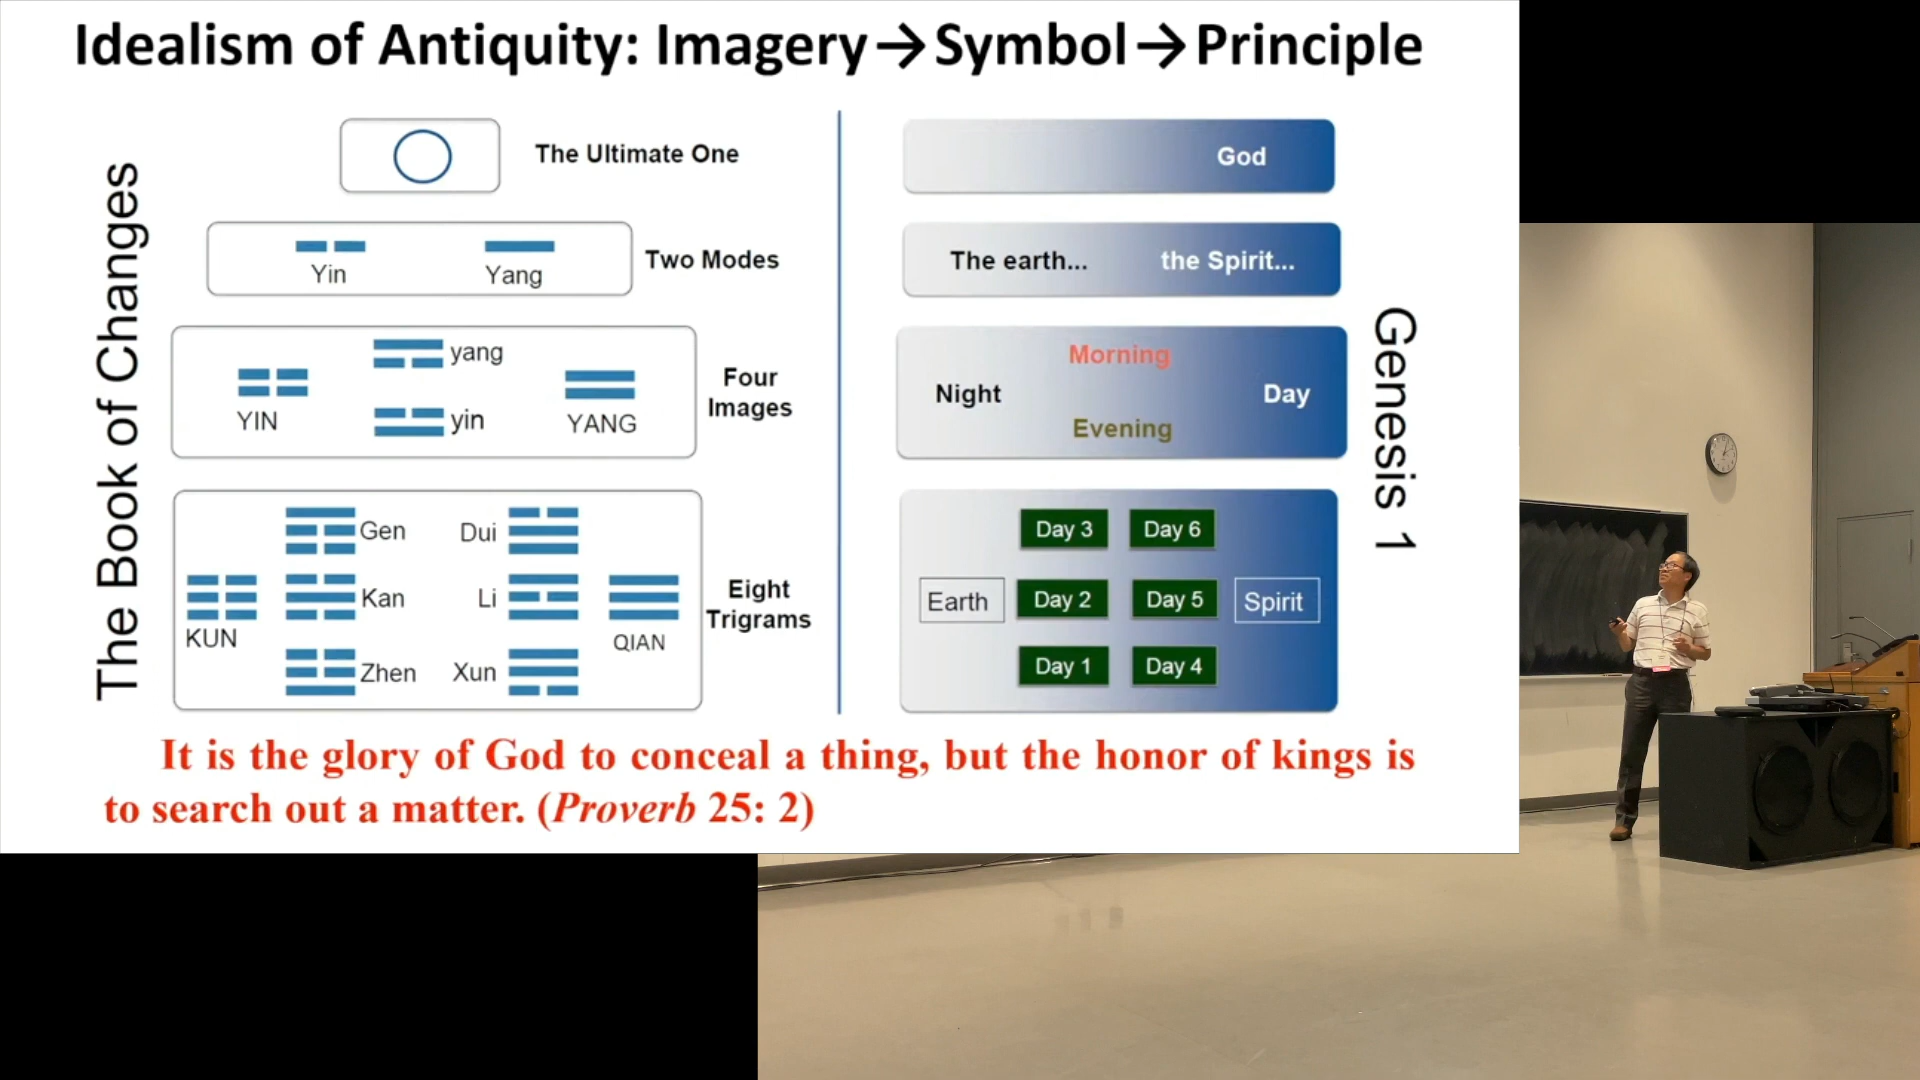 Idealism of Antiquity: Imagery→Symbol→Principle
The Book of Changes
The Ultimate One
Yin
Yang
Two Modes
yang
YIN
yin
YANG
Four
Images
Gen
Dui
KUN
Kan
Li
QIAN
Zhen
Xun
Eight
Trigrams
God
The earth...
the Spirit...
Morning
Night
Day
Evening
Day 3
Day 6
Earth
Day 2
Day 5
Spirit
Day 1
Day 4
Genesis 1
It is the glory of God to conceal a thing, but the honor of kings is
to search out a matter. (Proverb 25: 2)